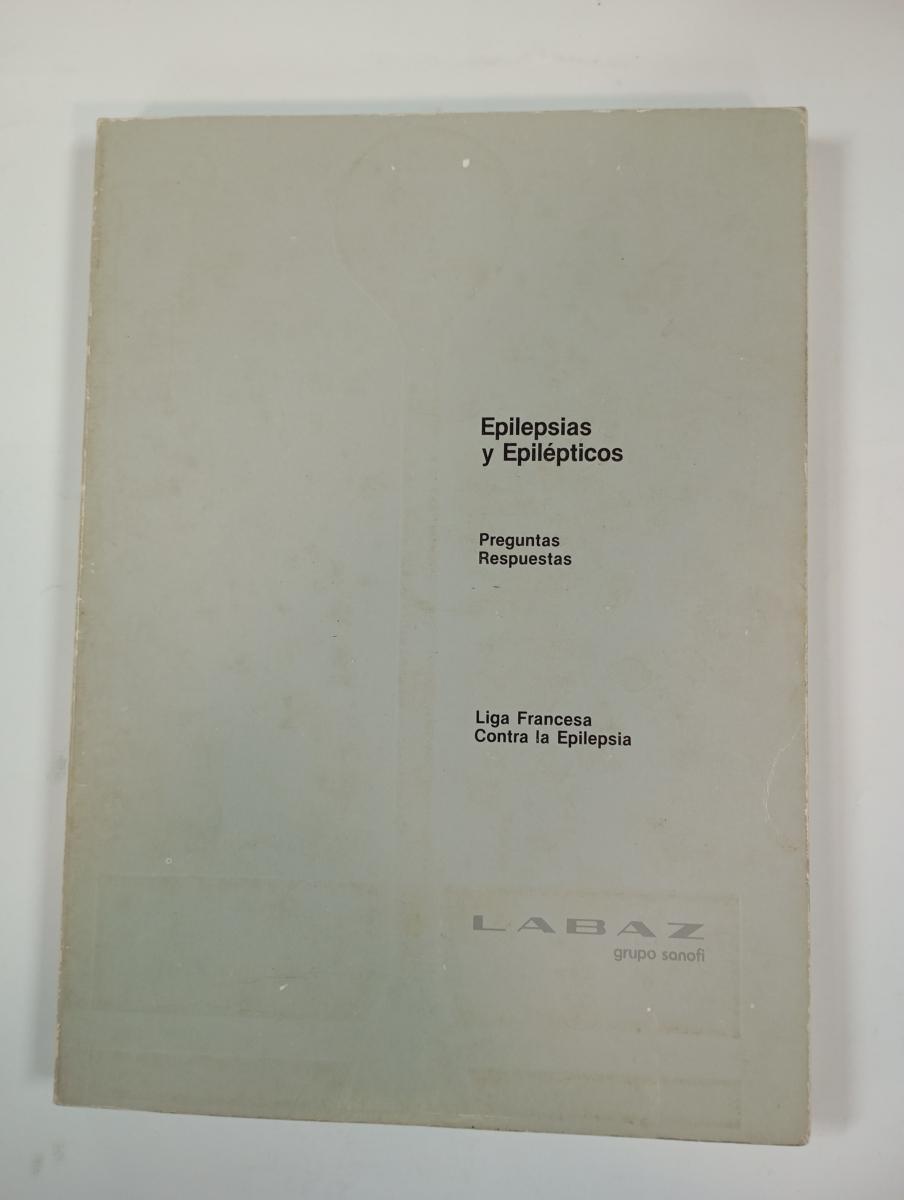 Epilepsias
y Epilépticos
Preguntas
Respuestas
Liga Francesa
Contra la Epilepsia
LABAZ
grupo sanofi